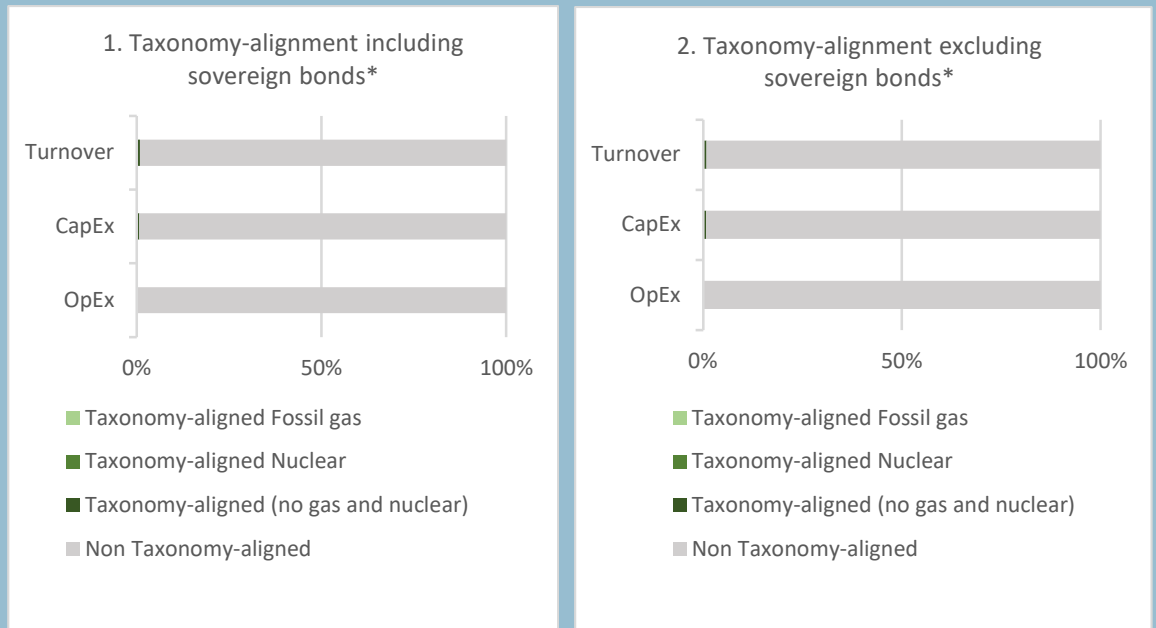 1. Taxonomy-alignment including
sovereign bonds*
Turnover
CapEx
OpEx
0%
50%
100%
Taxonomy-aligned Fossil gas
Taxonomy-aligned Nuclear
Taxonomy-aligned (no gas and nuclear)
Non Taxonomy-aligned
2. Taxonomy-alignment excluding
sovereign bonds*
Turnover
CapEx
OpEx
0%
50%
100%
Taxonomy-aligned Fossil gas
Taxonomy-aligned Nuclear
Taxonomy-aligned (no gas and nuclear)
Non Taxonomy-aligned